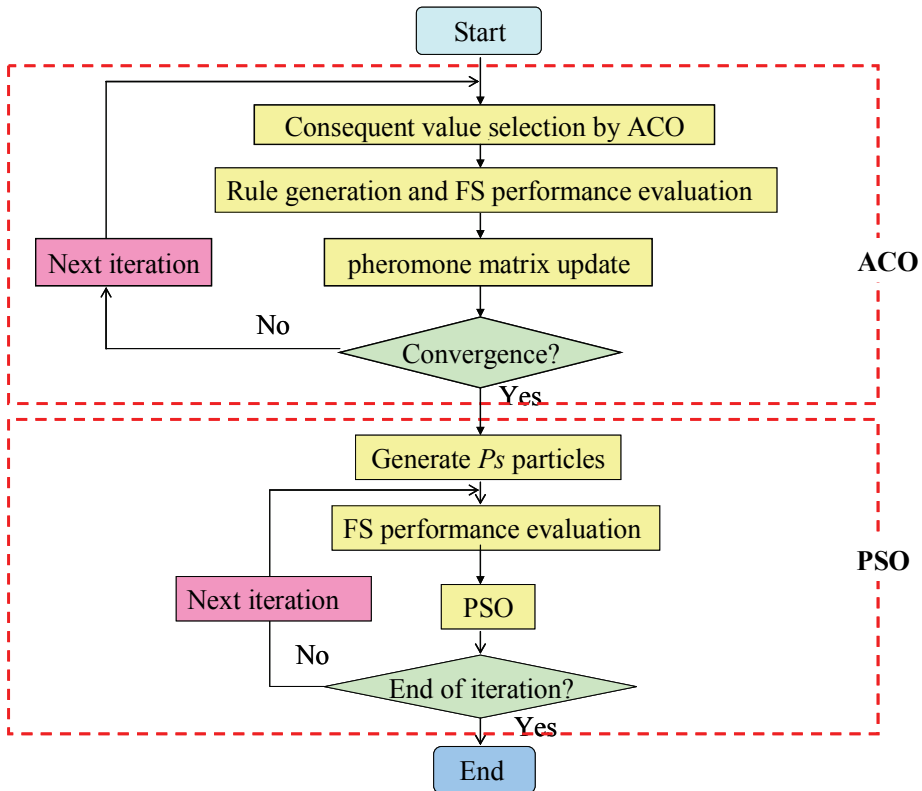 Start
Consequent value selection by ACO
Rule generation and FS performance evaluation
Next iteration
pheromone matrix update
ACO
No
Convergence?
Yes
Generate Ps particles
FS performance evaluation
PSO
Next iteration
PSO
No
End of iteration?
Yes
End